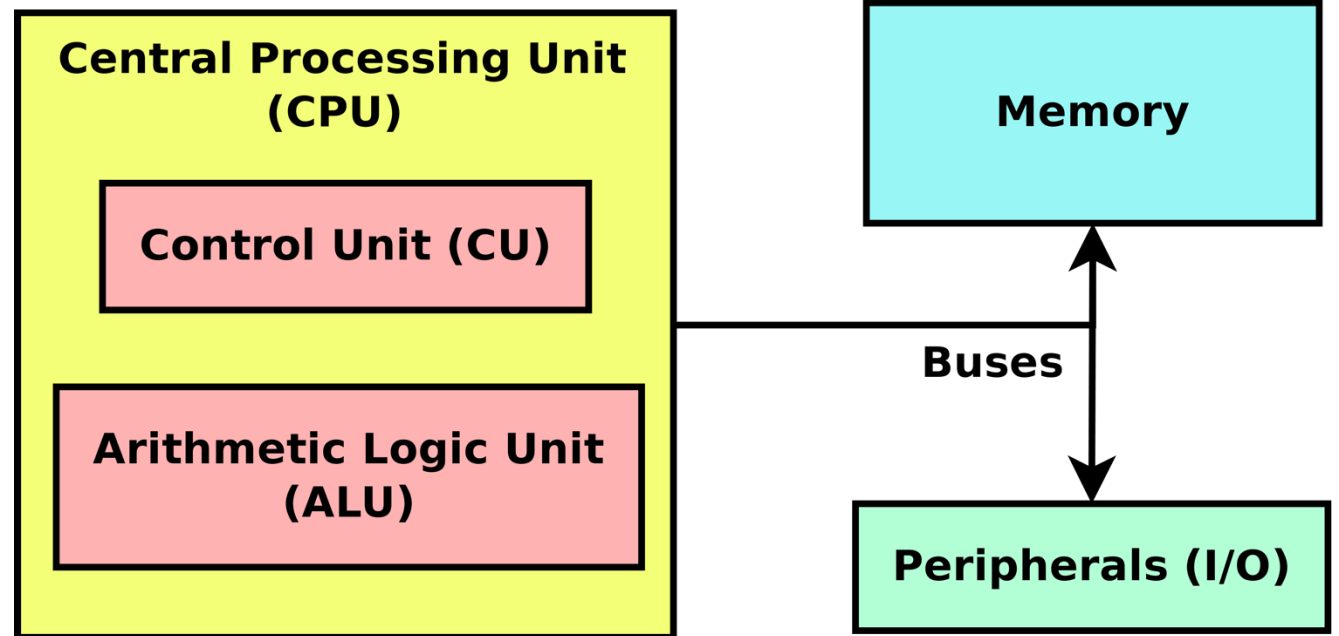 Central Processing Unit
(CPU)
Control Unit (CU)
Arithmetic Logic Unit
(ALU)
Memory
Buses
Peripherals (I/O)